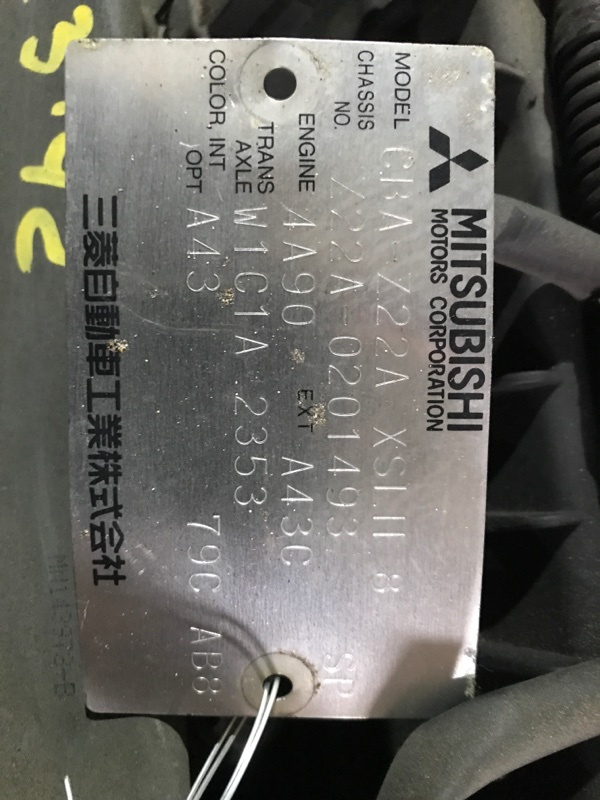 MITSUBISHI
MOTORS CORPORATION
MODEL CBA-Z22A XSLH 8
CHASSIS NO. Z22A-0201493 SP
ENGINE 4A90 EXT A43C
TRANS AXLE W1C1A 2353
COLOR, INT OPT A43 79C AB8
三菱自動車工業株式会社